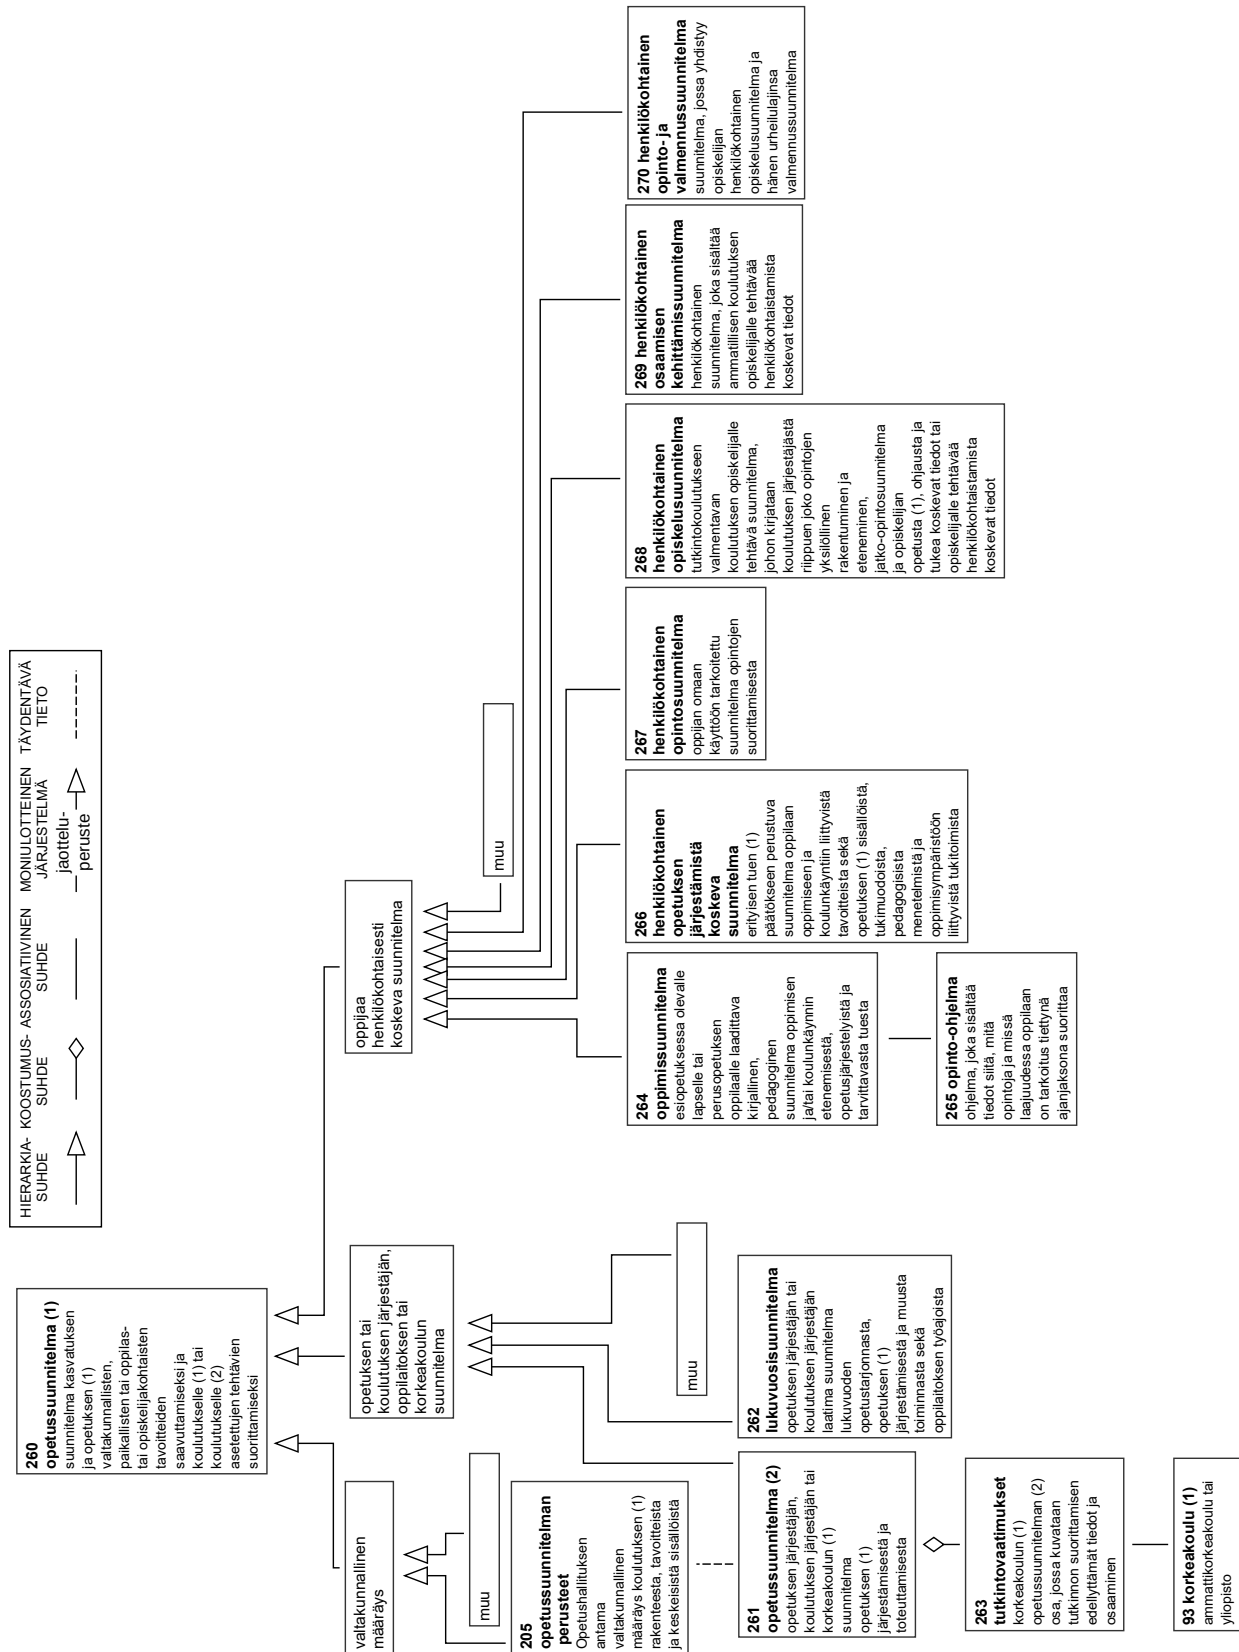 HIERARKIA-
SUHDE
KOOSTUMUS-
SUHDE
ASSOSIATIIVINEN
SUHDE
MONIULOTTEINEN
JÄRJESTELMÄ
jaottelu-
peruste
TÄYDENTÄVÄ
TIETO
260
opetussuunnitelma (1)
suunnitelma kasvatuksen
ja opetuksen (1)
valtakunnallisten,
paikallisten tai oppilas-
tai opiskelijakohtaisten
tavoitteiden
saavuttamiseksi ja
koulutukselle (1) tai
koulutukselle (2)
asetettujen tehtävien
suorittamiseksi
valtakunnallinen
määräys
muu
205
opetussuunnitelman
perusteet
Opetushallituksen
antama
valtakunnallinen
määräys koulutuksen (1)
rakenteesta, tavoitteista
ja keskeisistä sisällöistä
opetuksen tai
koulutuksen järjestäjän,
oppilaitoksen tai
korkeakoulun
suunnitelma
muu
261
opetussuunnitelma (2)
opetuksen järjestäjän,
koulutuksen järjestäjän tai
korkeakoulun (1)
suunnitelma
opetuksen (1)
järjestämisestä ja
toteuttamisesta
262
lukuvuosisuunnitelma
opetuksen järjestäjän tai
koulutuksen järjestäjän
laatima suunnitelma
lukuvuoden
opetustarjonnasta,
opetuksen (1)
järjestämisestä ja muusta
toiminnasta sekä
oppilaitoksen työajoista
263
tutkintovaatimukset
korkeakoulun (1)
opetussuunnitelman (2)
osa, jossa kuvataan
tutkinnon suorittamisen
edellyttämät tiedot ja
osaaminen
93 korkeakoulu (1)
ammattikorkeakoulu tai
yliopisto
oppijaa
henkilökohtaisesti
koskeva suunnitelma
muu
264
oppimissuunnitelma
esiopetuksessa olevalle
lapselle tai
perusopetuksen
oppilaalle laadittava
kirjallinen,
pedagoginen
suunnitelma oppimisen
ja/tai koulunkäynnin
etenemisestä,
opetusjärjestelyistä ja
tarvittavasta tuesta
265 opinto-ohjelma
ohjelma, joka sisältää
tiedot siitä, mitä
opintoja ja missä
laajuudessa oppilaan
on tarkoitus tiettynä
ajanjaksona suorittaa
266
henkilökohtainen
opetuksen
järjestämistä
koskeva
suunnitelma
erityisen tuen (1)
päätökseen perustuva
suunnitelma oppilaan
oppimiseen ja
koulunkäyntiin liittyvistä
tavoitteista sekä
opetuksen (1) sisällöistä,
tukimuodoista,
pedagogisista
menetelmistä ja
oppimisympäristöön
liittyvistä tukitoimista
267
henkilökohtainen
opintosuunnitelma
oppijan omaan
käyttöön tarkoitettu
suunnitelma opintojen
suorittamisesta
268
henkilökohtainen
opiskelusuunnitelma
tutkintokoulutukseen
valmentavan
koulutuksen opiskelijalle
tehtävä suunnitelma,
johon kirjataan
koulutuksen järjestäjästä
riippuen joko opintojen
yksilöllinen
rakentuminen ja
eteneminen,
jatko-opintosuunnitelma
ja opiskelijan
opetusta (1), ohjausta ja
tukea koskevat tiedot tai
opiskelijalle tehtävää
henkilökohtaistamista
koskevat tiedot
269 henkilökohtainen
osaamisen
kehittämissuunnitelma
henkilökohtainen
suunnitelma, joka sisältää
ammatillisen koulutuksen
opiskelijalle tehtävää
henkilökohtaistamista
koskevat tiedot
270 henkilökohtainen
opinto- ja
valmennussuunnitelma
suunnitelma, jossa yhdistyy
opiskelijan
henkilökohtainen
opiskelusuunnitelma ja
hänen urheilulajinsa
valmennussuunnitelma